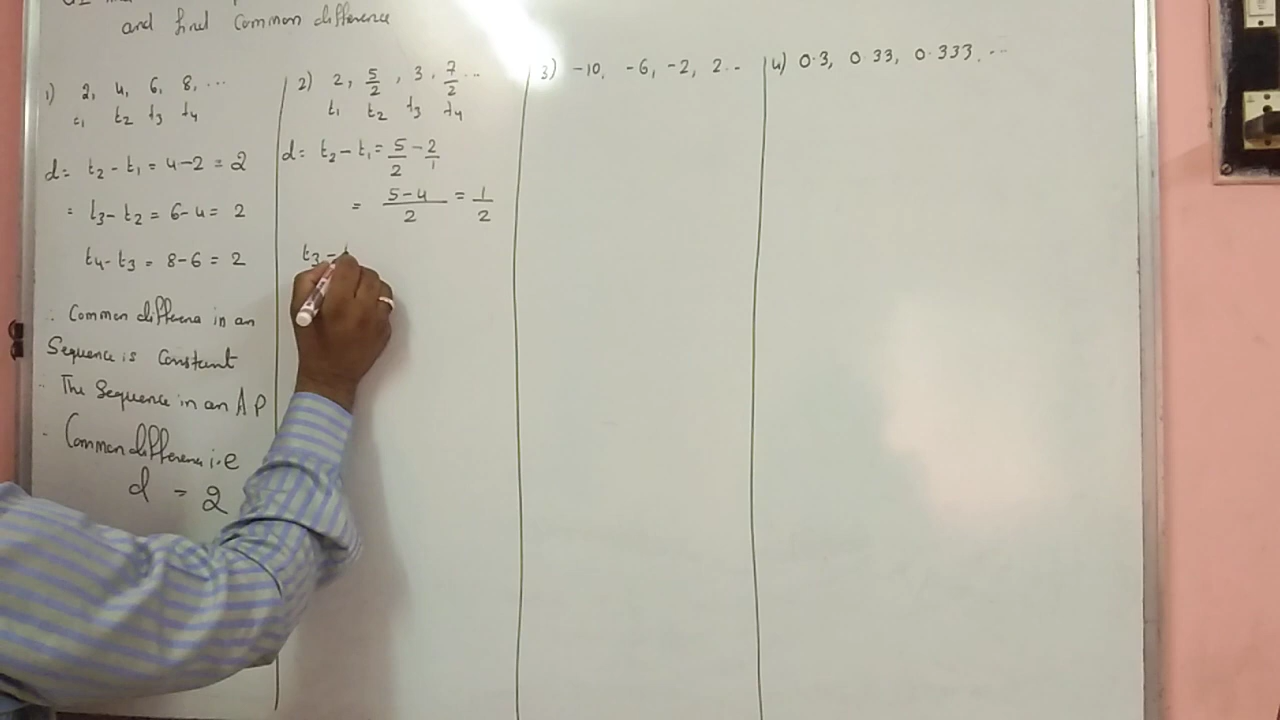 and find Common difference
1) 2, 4, 6, 8, ...
t1 t2 t3 t4
d = t2 - t1 = 4-2 = 2
= t3 - t2 = 6-4 = 2
t4 - t3 = 8-6 = 2
∴ Common differena in an
Sequence is Constant
∴ The Sequence in an A P
∴ Common differena i.e
d = 2
2) 2, 5/2, 3, 7/2 ...
t1 t2 t3 t4
d = t2 - t1 = 5/2 - 2/1
= 5-4/2 = 1/2
t3 -
3) -10, -6, -2, 2..
4) 0.3, 0.33, 0.333, ...